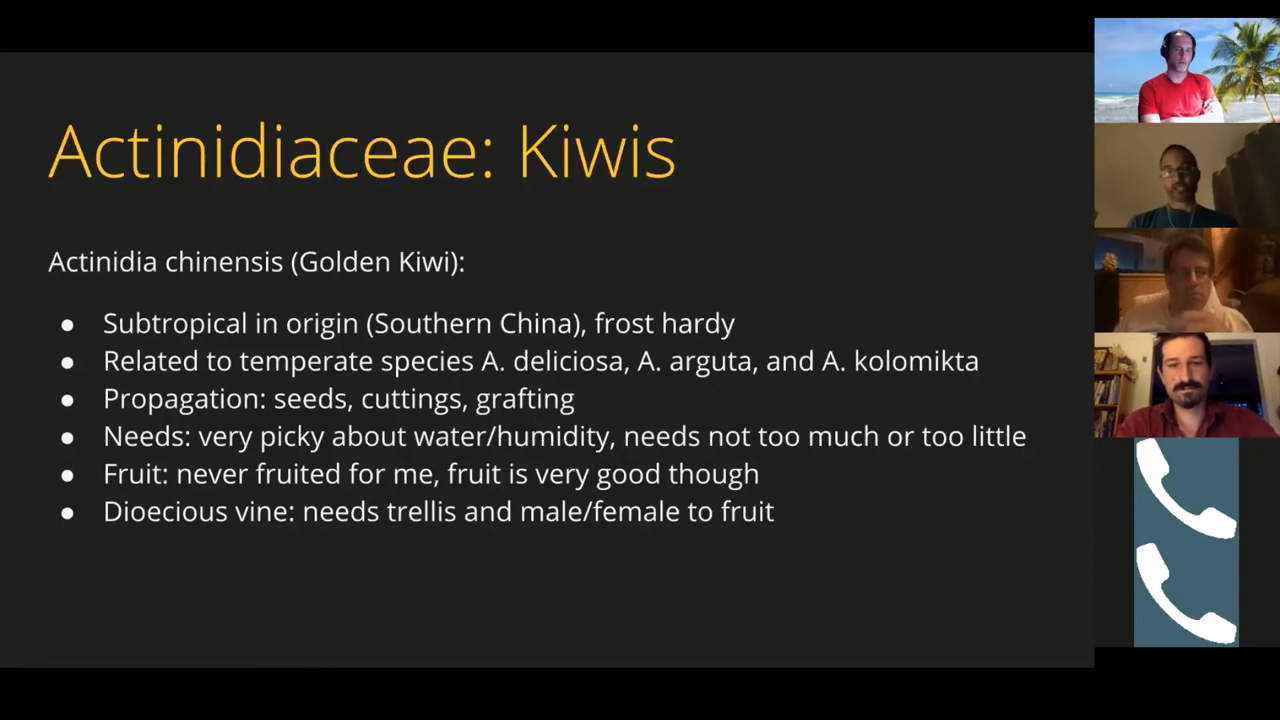 Actinidiaceae: Kiwis
Actinidia chinensis (Golden Kiwi):
● Subtropical in origin (Southern China), frost hardy
● Related to temperate species A. deliciosa, A. arguta, and A. kolomikta
● Propagation: seeds, cuttings, grafting
● Needs: very picky about water/humidity, needs not too much or too little
● Fruit: never fruited for me, fruit is very good though
● Dioecious vine: needs trellis and male/female to fruit